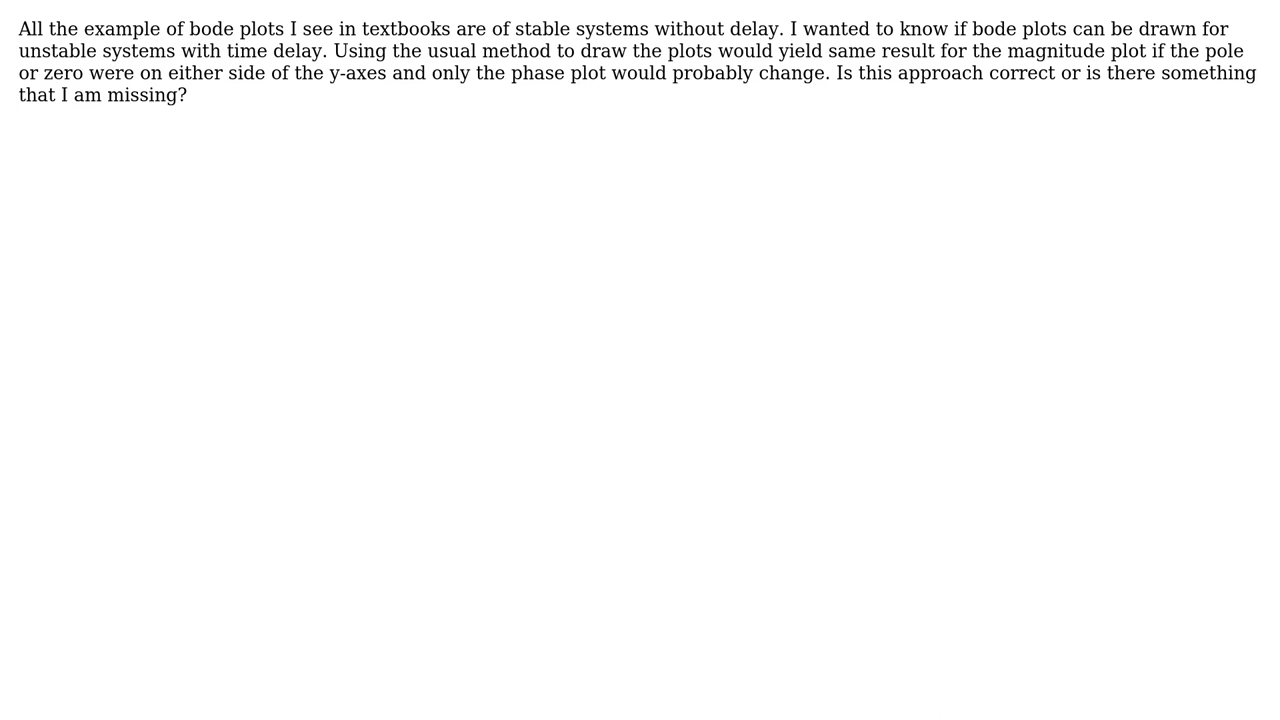 All the example of bode plots I see in textbooks are of stable systems without delay. I wanted to know if bode plots can be drawn for
unstable systems with time delay. Using the usual method to draw the plots would yield same result for the magnitude plot if the pole
or zero were on either side of the y-axes and only the phase plot would probably change. Is this approach correct or is there something
that I am missing?